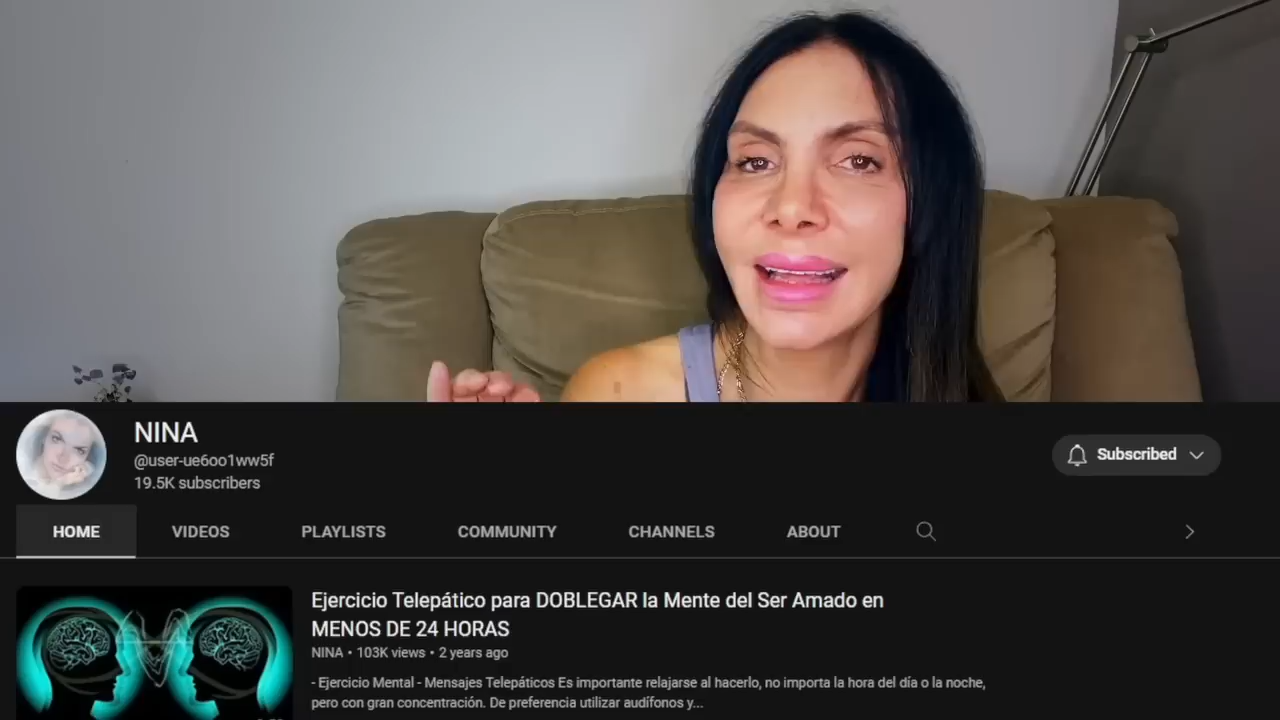 NINA
@user-ue6oo1ww5f
19.5K subscribers
Subscribed
HOME VIDEOS PLAYLISTS COMMUNITY CHANNELS ABOUT
Ejercicio Telepático para DOBLEGAR la Mente del Ser Amado en
MENOS DE 24 HORAS
NINA • 103K views • 2 years ago
- Ejercicio Mental - Mensajes Telepáticos Es importante relajarse al hacerlo, no importa la hora del día o la noche,
pero con gran concentración. De preferencia utilizar audífonos y...